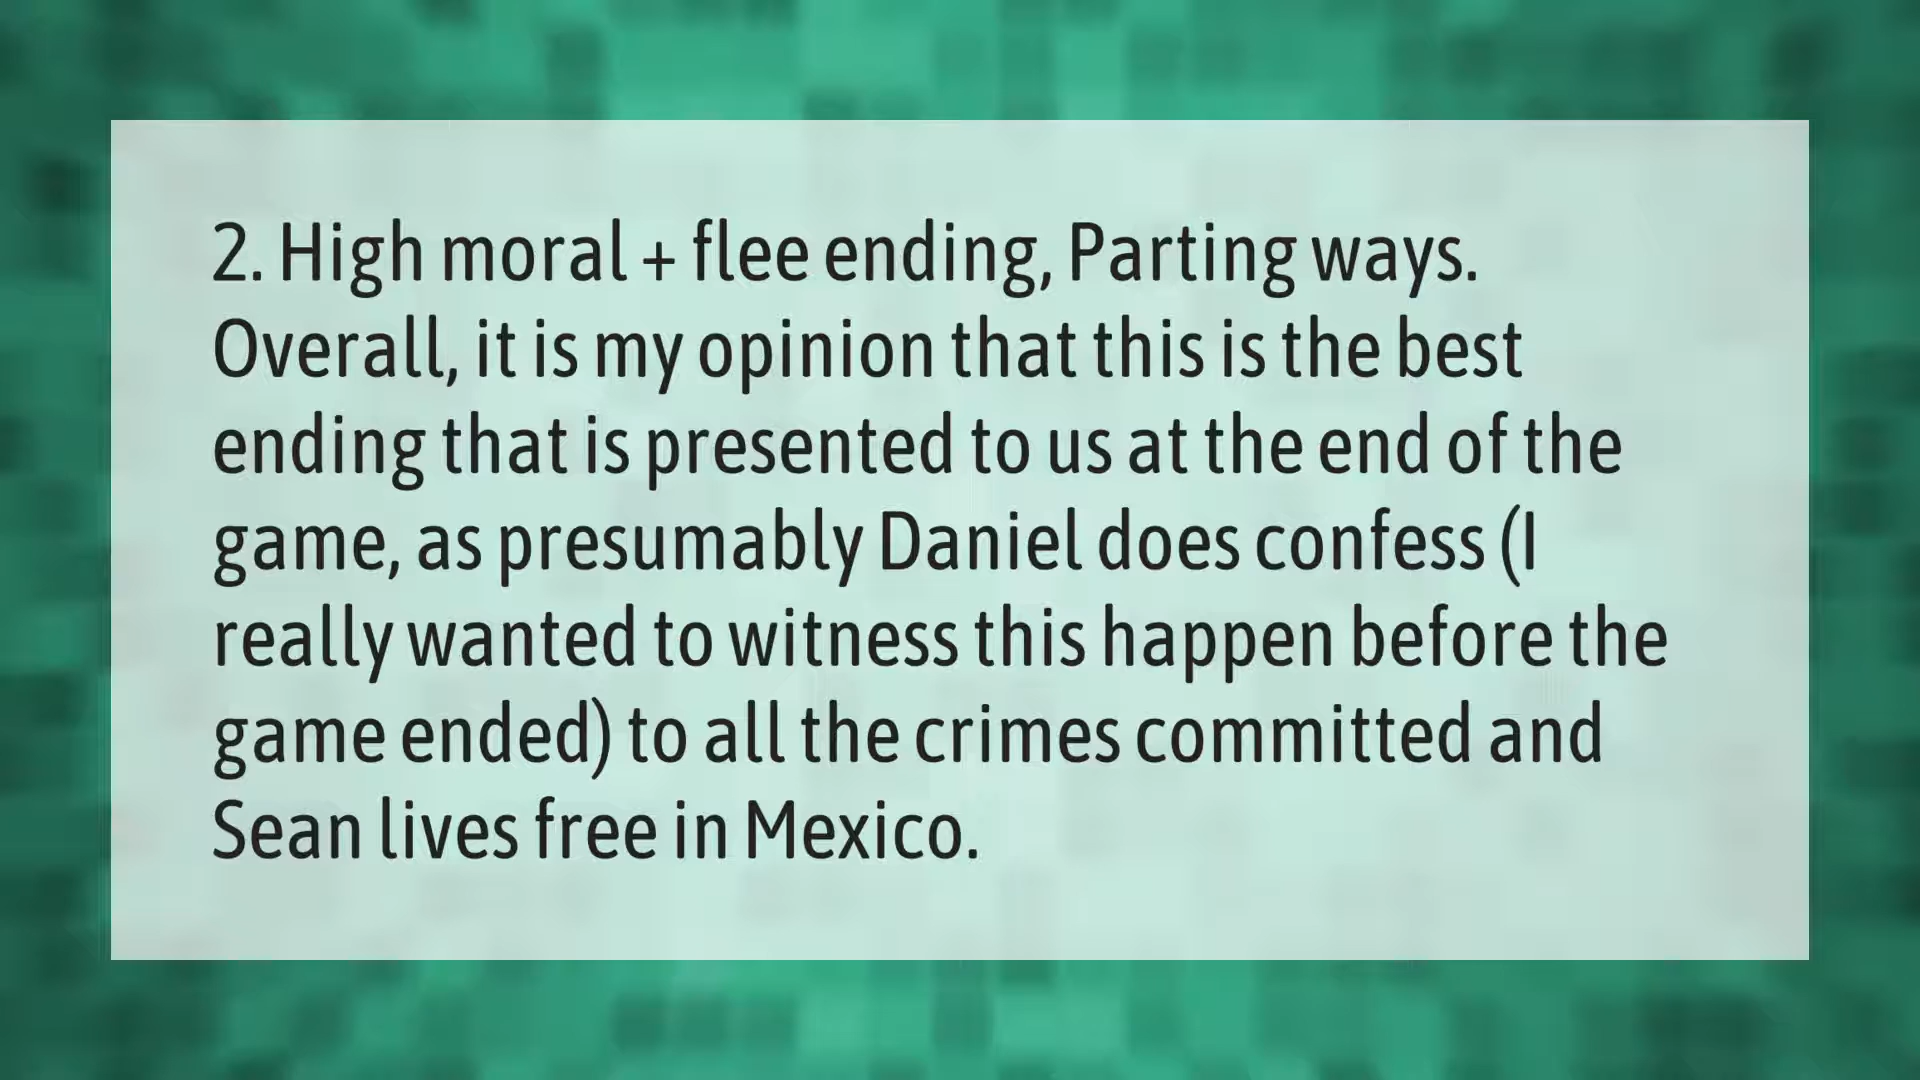 2. High moral + flee ending, Parting ways.
Overall, it is my opinion that this is the best
ending that is presented to us at the end of the
game, as presumably Daniel does confess (I
really wanted to witness this happen before the
game ended) to all the crimes committed and
Sean lives free in Mexico.